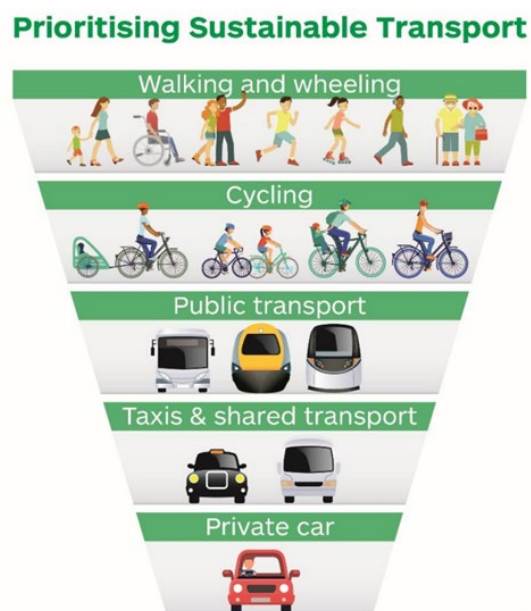 Prioritising Sustainable Transport
Walking and wheeling
Cycling
Public transport
Taxis & shared transport
Private car